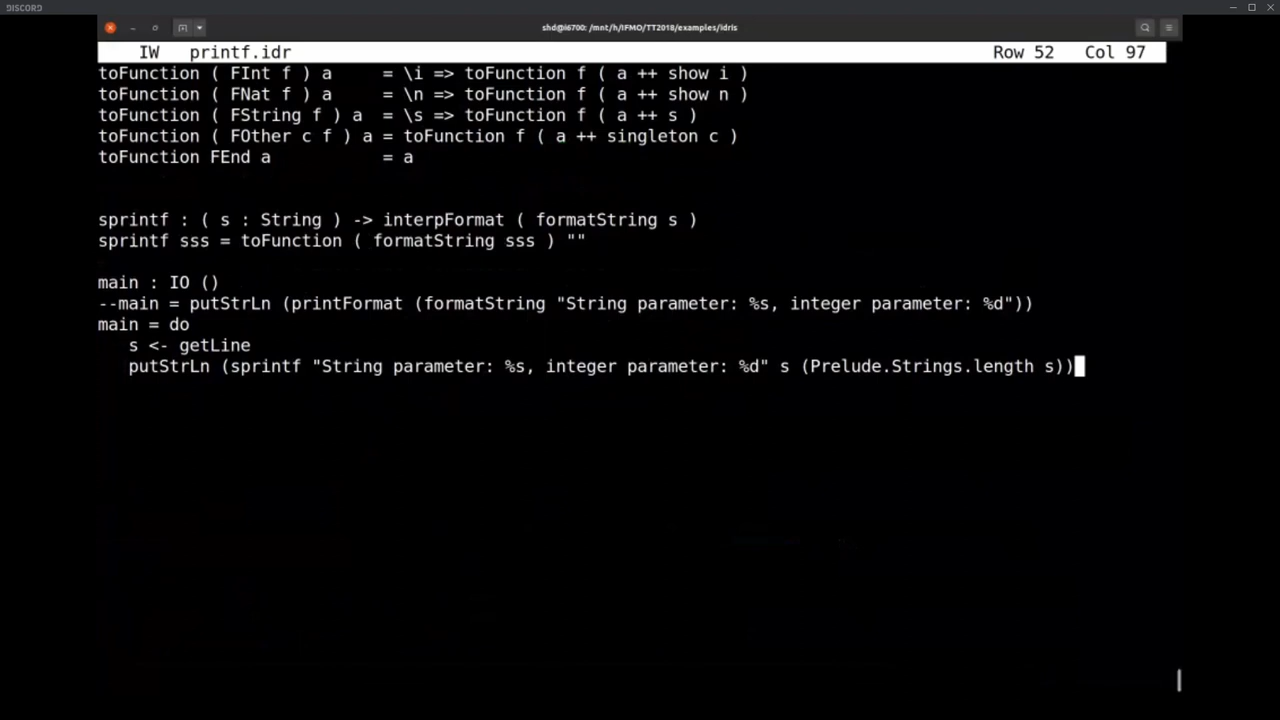 DISCORD
shd@i6700: /mnt/h/IFMO/TT2018/examples/idris
IW   printf.idr   Row 52   Col 97
toFunction ( FInt f ) a     = \i => toFunction f ( a ++ show i )
toFunction ( FNat f ) a     = \n => toFunction f ( a ++ show n )
toFunction ( FString f ) a  = \s => toFunction f ( a ++ s )
toFunction ( FOther c f ) a = toFunction f ( a ++ singleton c )
toFunction FEnd a           = a
sprintf : ( s : String ) -> interpFormat ( formatString s )
sprintf sss = toFunction ( formatString sss ) ""
main : IO ()
--main = putStrLn (printFormat (formatString "String parameter: %s, integer parameter: %d"))
main = do
   s <- getLine
   putStrLn (sprintf "String parameter: %s, integer parameter: %d" s (Prelude.Strings.length s))